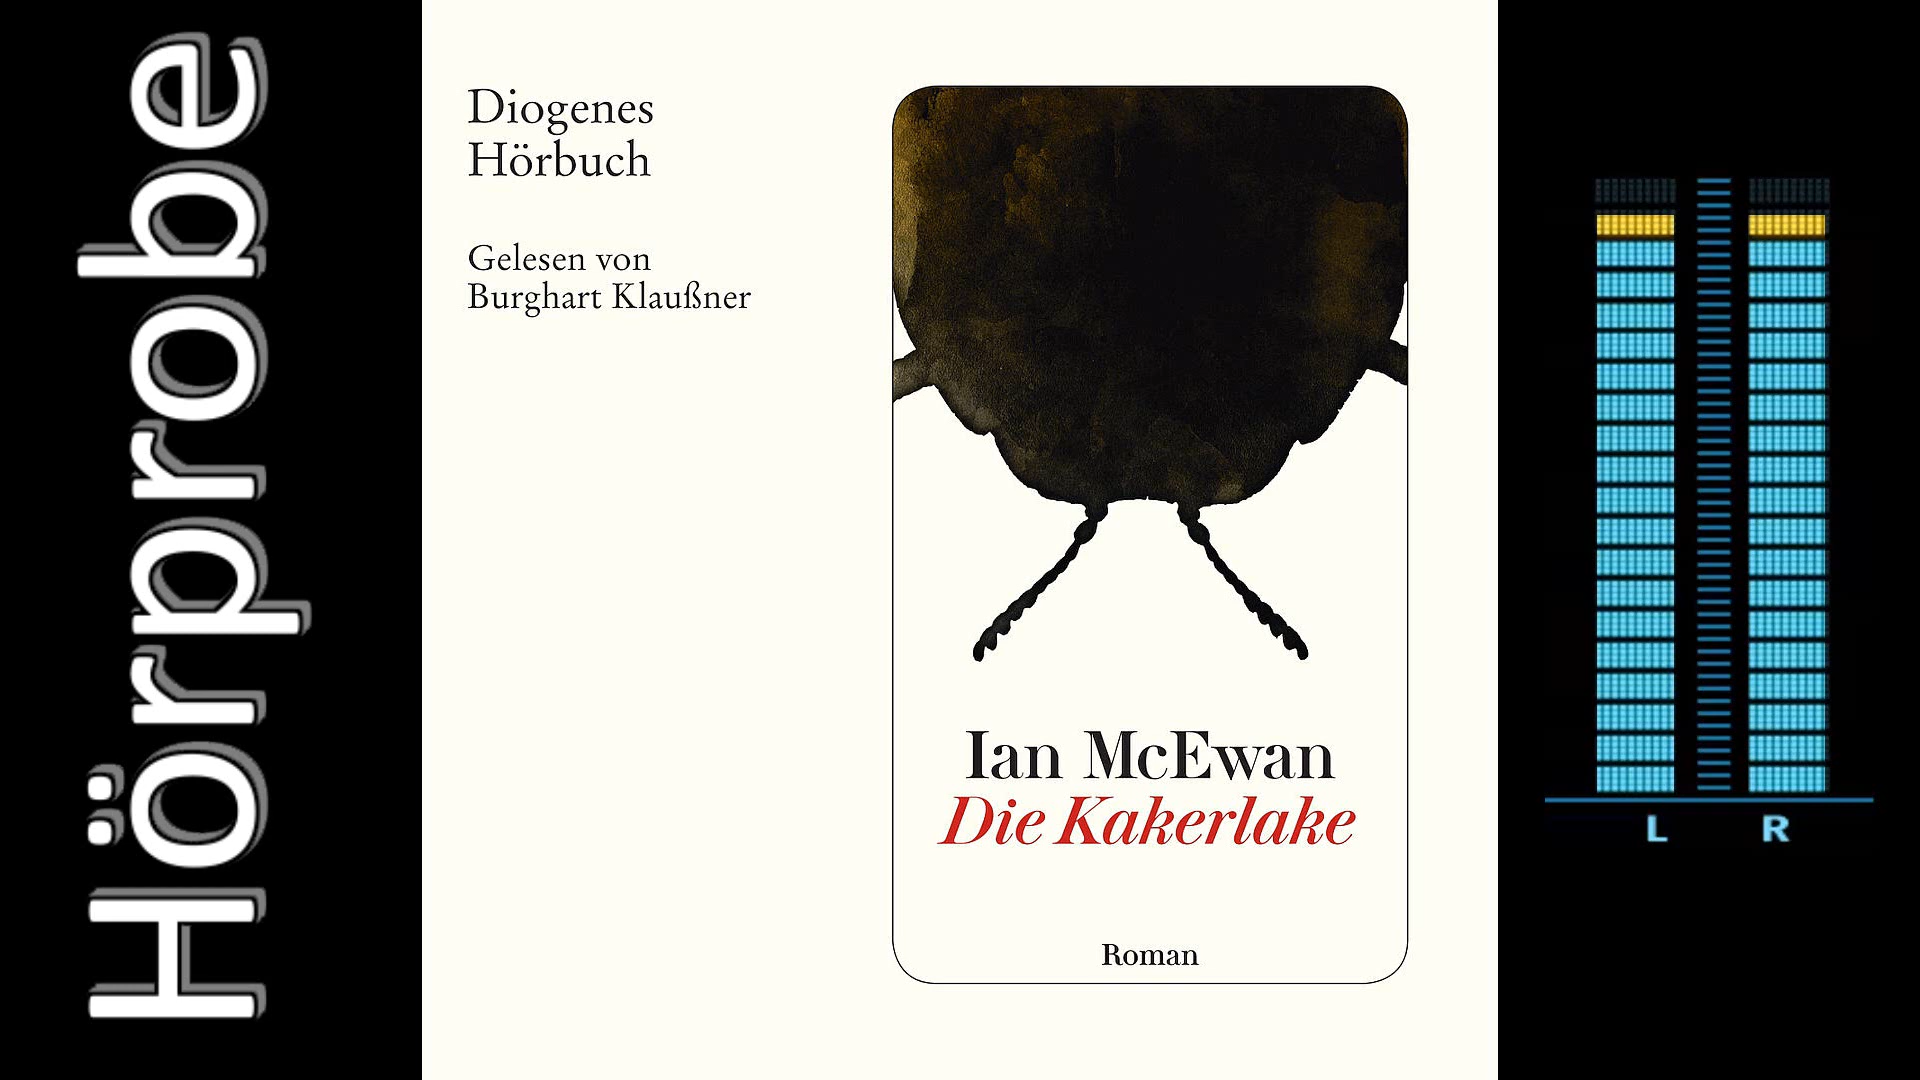 Hörprobe
Diogenes
Hörbuch
Gelesen von
Burghart Klaußner
Ian McEwan
Die Kakerlake
Roman
L R